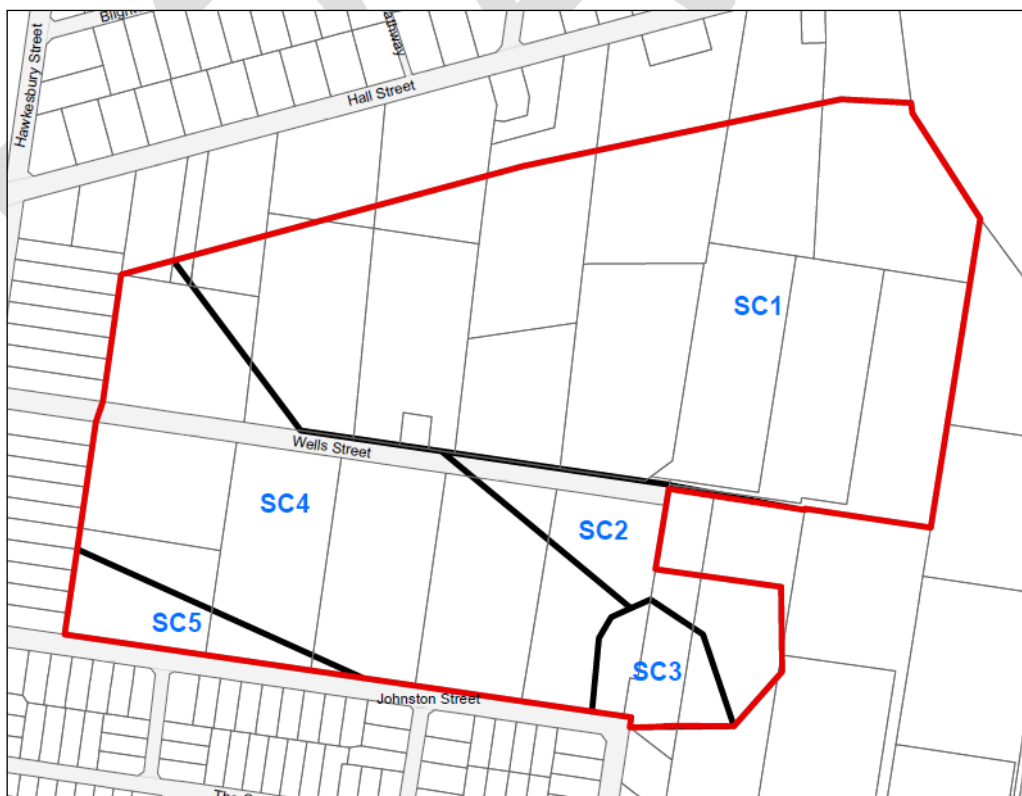 Hawkesbury Street
Hall Street
SC1
Wells Street
SC4
SC2
SC5
SC3
Johnston Street